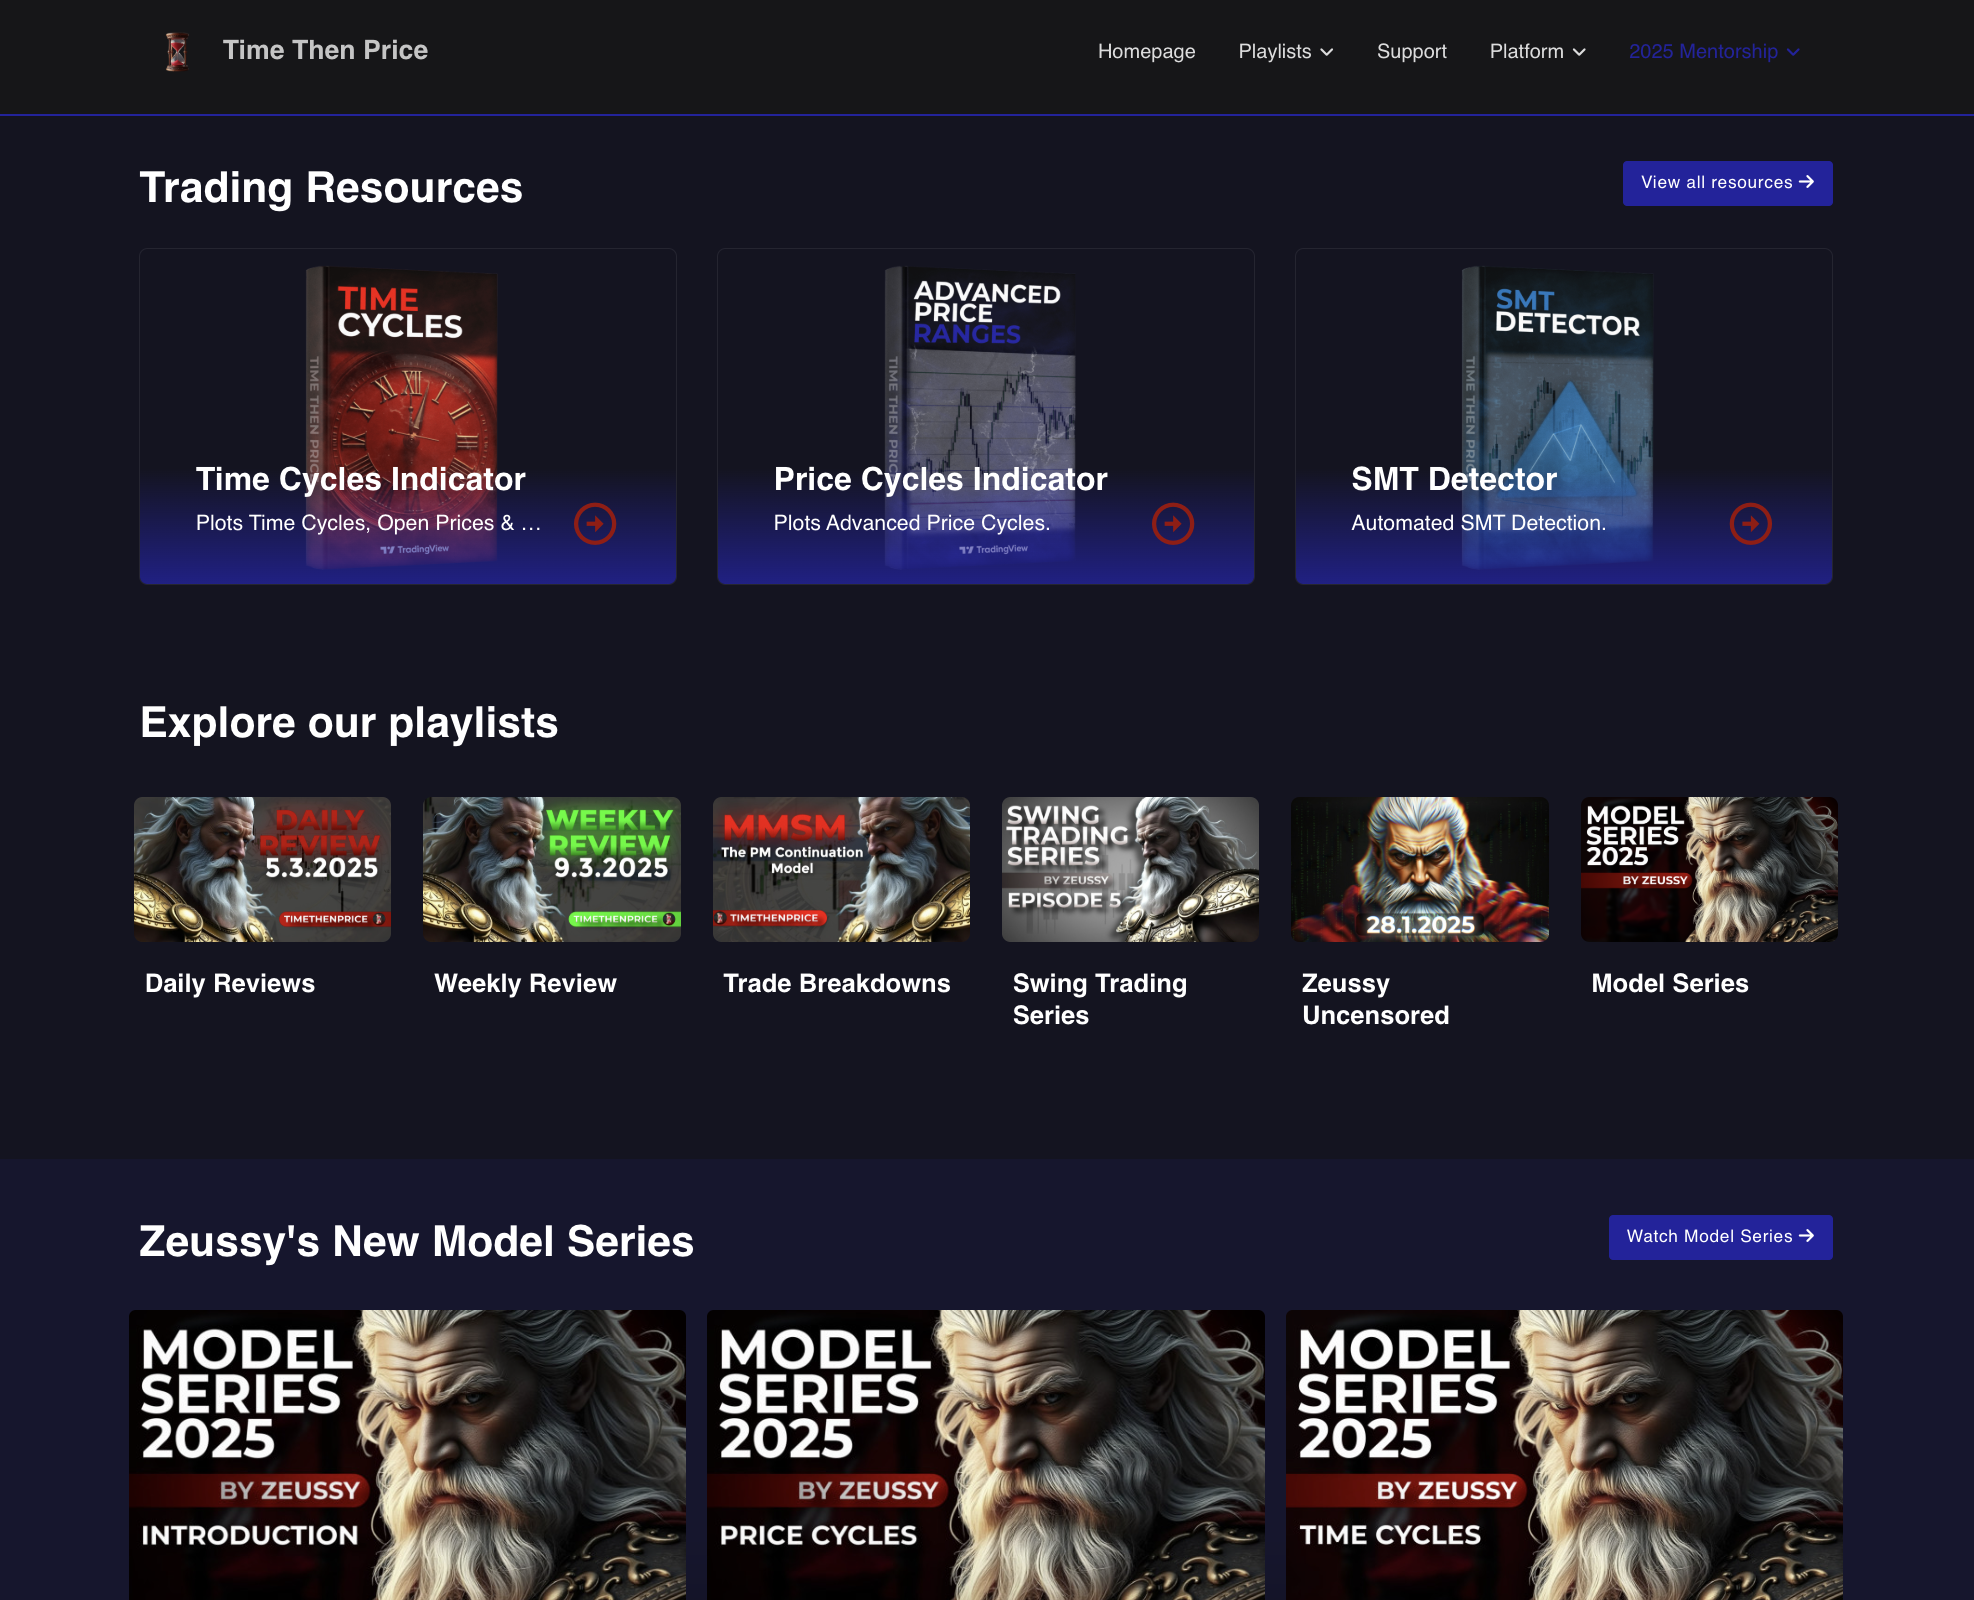 Time Then Price
Homepage
Playlists
Support
Platform
2025 Mentorship
Trading Resources
View all resources
TIME
CYCLES
TIME THEN PRIC
Time Cycles Indicator
Plots Time Cycles, Open Prices & ...
TradingView
ADVANCED
PRICE
RANGES
TIME THEN PRIC
Price Cycles Indicator
Plots Advanced Price Cycles.
TradingView
SMT
DETECTOR
TIME THEN PRIC
SMT Detector
Automated SMT Detection.
Explore our playlists
DAILY
REVIEW
5.3.2025
TIMETHENPRICE
Daily Reviews
WEEKLY
REVIEW
9.3.2025
TIMETHENPRICE
Weekly Review
MMSM
The PM Continuation
Model
TIMETHENPRICE
Trade Breakdowns
SWING
TRADING
SERIES
BY ZEUSSY
EPISODE 5
Swing Trading
Series
28.1.2025
Zeussy
Uncensored
MODEL
SERIES
2025
BY ZEUSSY
Model Series
Zeussy's New Model Series
Watch Model Series
MODEL
SERIES
2025
BY ZEUSSY
INTRODUCTION
MODEL
SERIES
2025
BY ZEUSSY
PRICE CYCLES
MODEL
SERIES
2025
BY ZEUSSY
TIME CYCLES